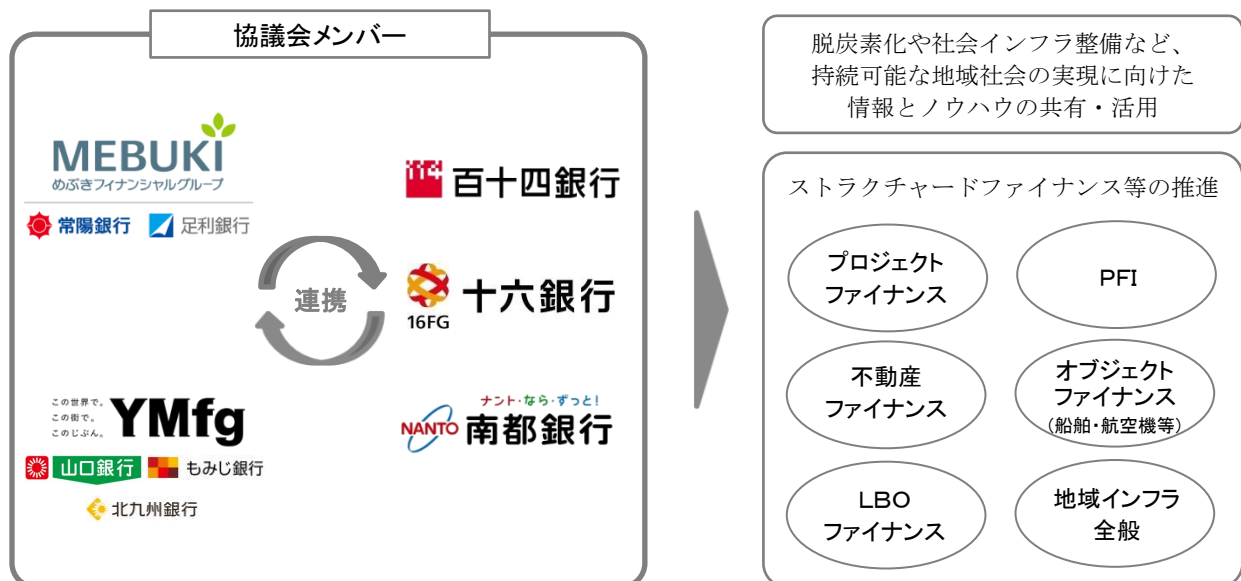 協議会メンバー
MEBUKI
めぶきフィナンシャルグループ
常陽銀行
足利銀行
114
百十四銀行
連携
16FG
十六銀行
この世界で。
この街で。
このじぶん。
YMfg
山口銀行
もみじ銀行
北九州銀行
ナント・なら・ずっと!
NANTO
南都銀行
脱炭素化や社会インフラ整備など、
持続可能な地域社会の実現に向けた
情報とノウハウの共有・活用
ストラクチャードファイナンス等の推進
プロジェクト
ファイナンス
PFI
不動産
ファイナンス
オブジェクト
ファイナンス
(船舶・航空機等)
LBO
ファイナンス
地域インフラ
全般